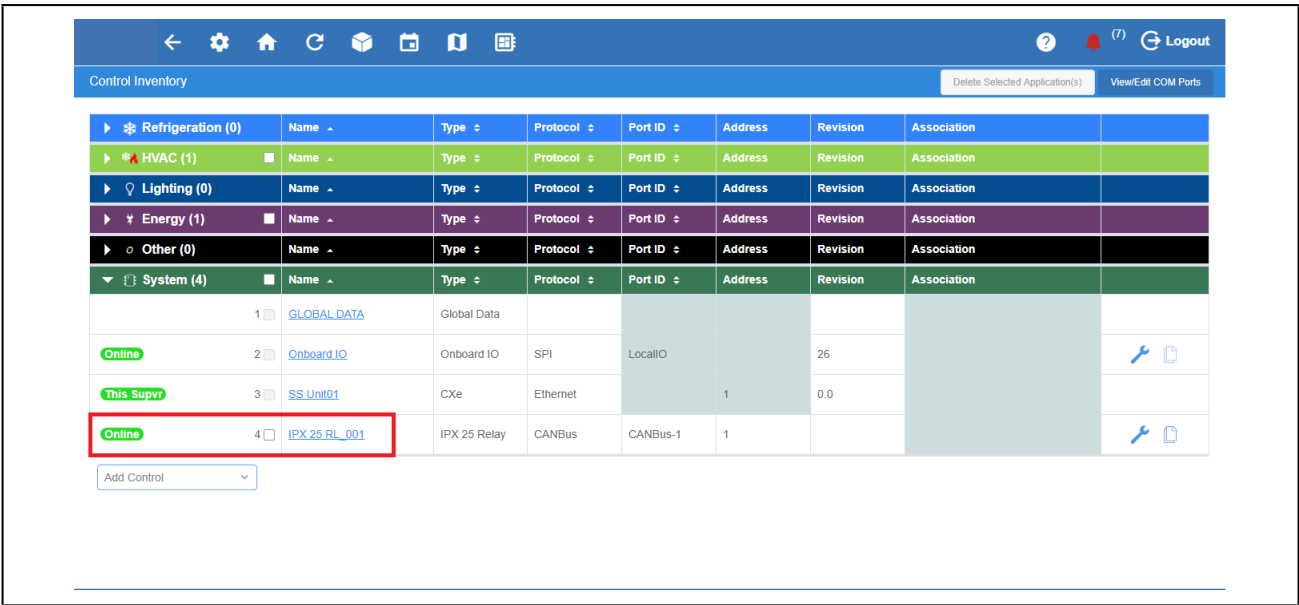 (7) Logout
Control Inventory Delete Selected Application(s) View/Edit COM Ports
Refrigeration (0) Name Type Protocol Port ID Address Revision Association
HVAC (1) Name Type Protocol Port ID Address Revision Association
Lighting (0) Name Type Protocol Port ID Address Revision Association
Energy (1) Name Type Protocol Port ID Address Revision Association
Other (0) Name Type Protocol Port ID Address Revision Association
System (4) Name Type Protocol Port ID Address Revision Association
1 GLOBAL DATA Global Data
Online 2 Onboard IO Onboard IO SPI LocalIO 26
This Supvr 3 SS Unit01 CXe Ethernet 1 0.0
Online 4 IPX 25 RL_001 IPX 25 Relay CANBus CANBus-1 1
Add Control